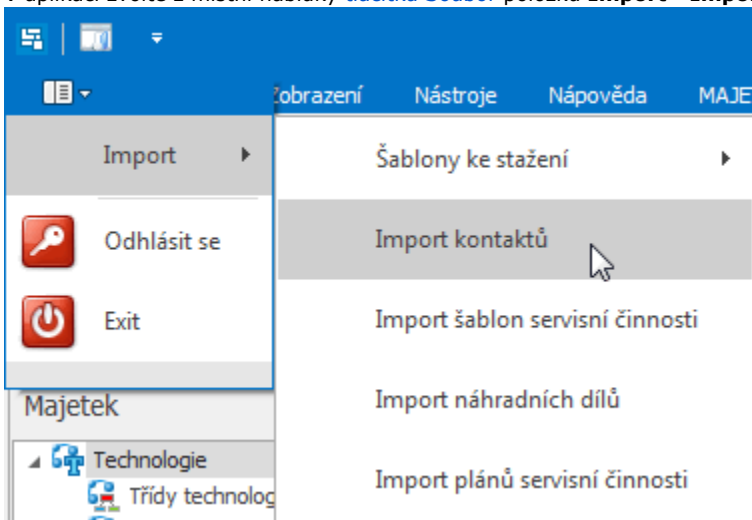 Zobrazení Nástroje Nápověda
Import Šablony ke stažení
Odhlásit se Import kontaktů
Exit Import šablon servisní činnosti
Majetek Import náhradních dílů
Technologie
Třídy Import plánů servisní činnosti